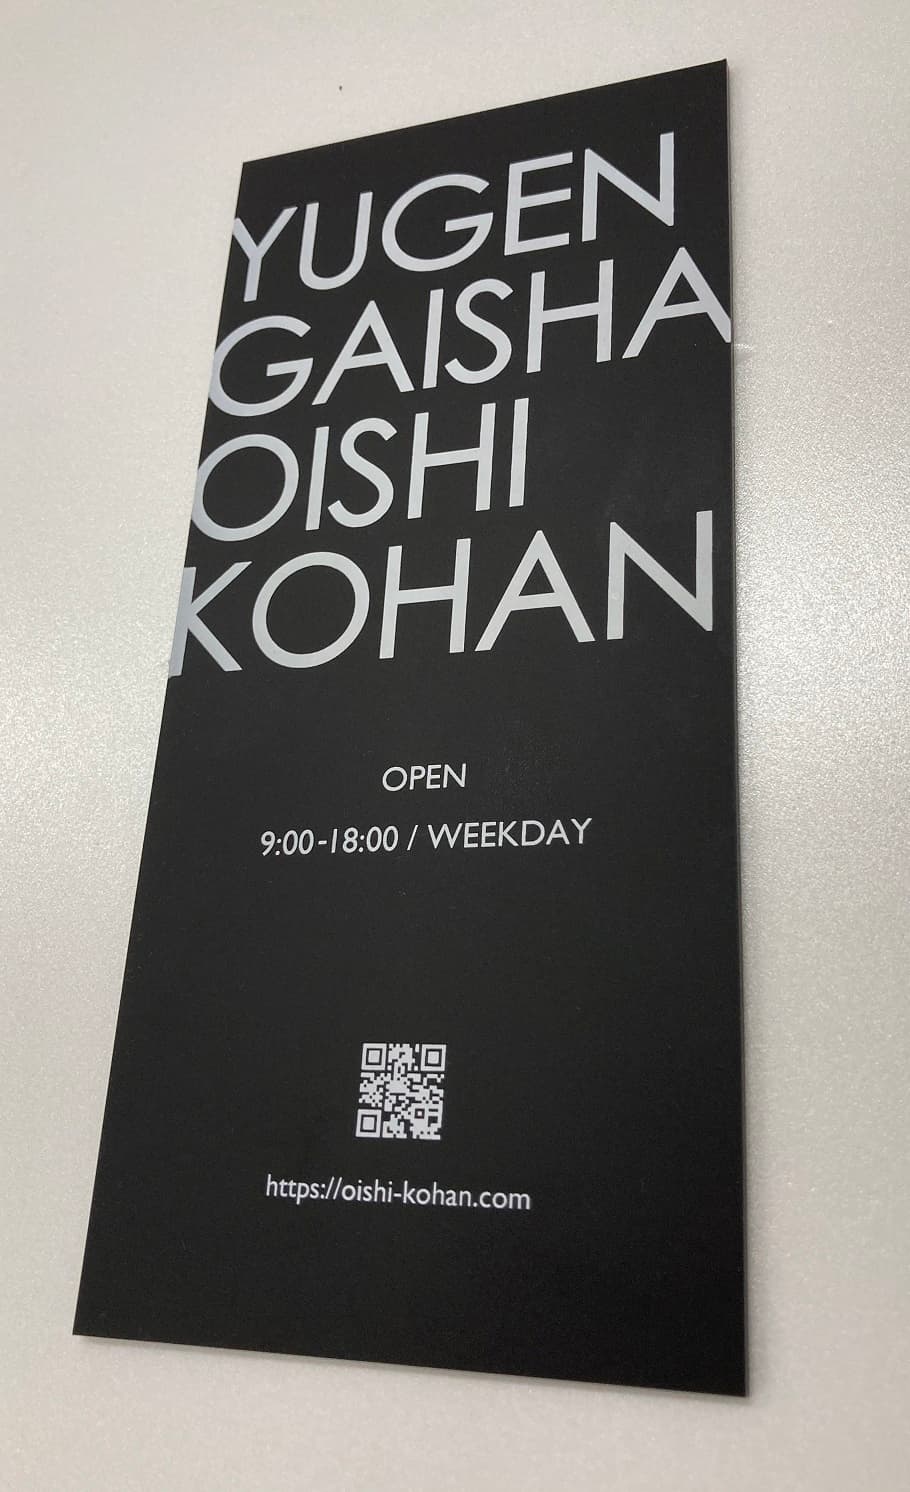 YUGEN
GAISHA
OISHI
KOHAN
OPEN
9:00-18:00 / WEEKDAY
https://oishi-kohan.com